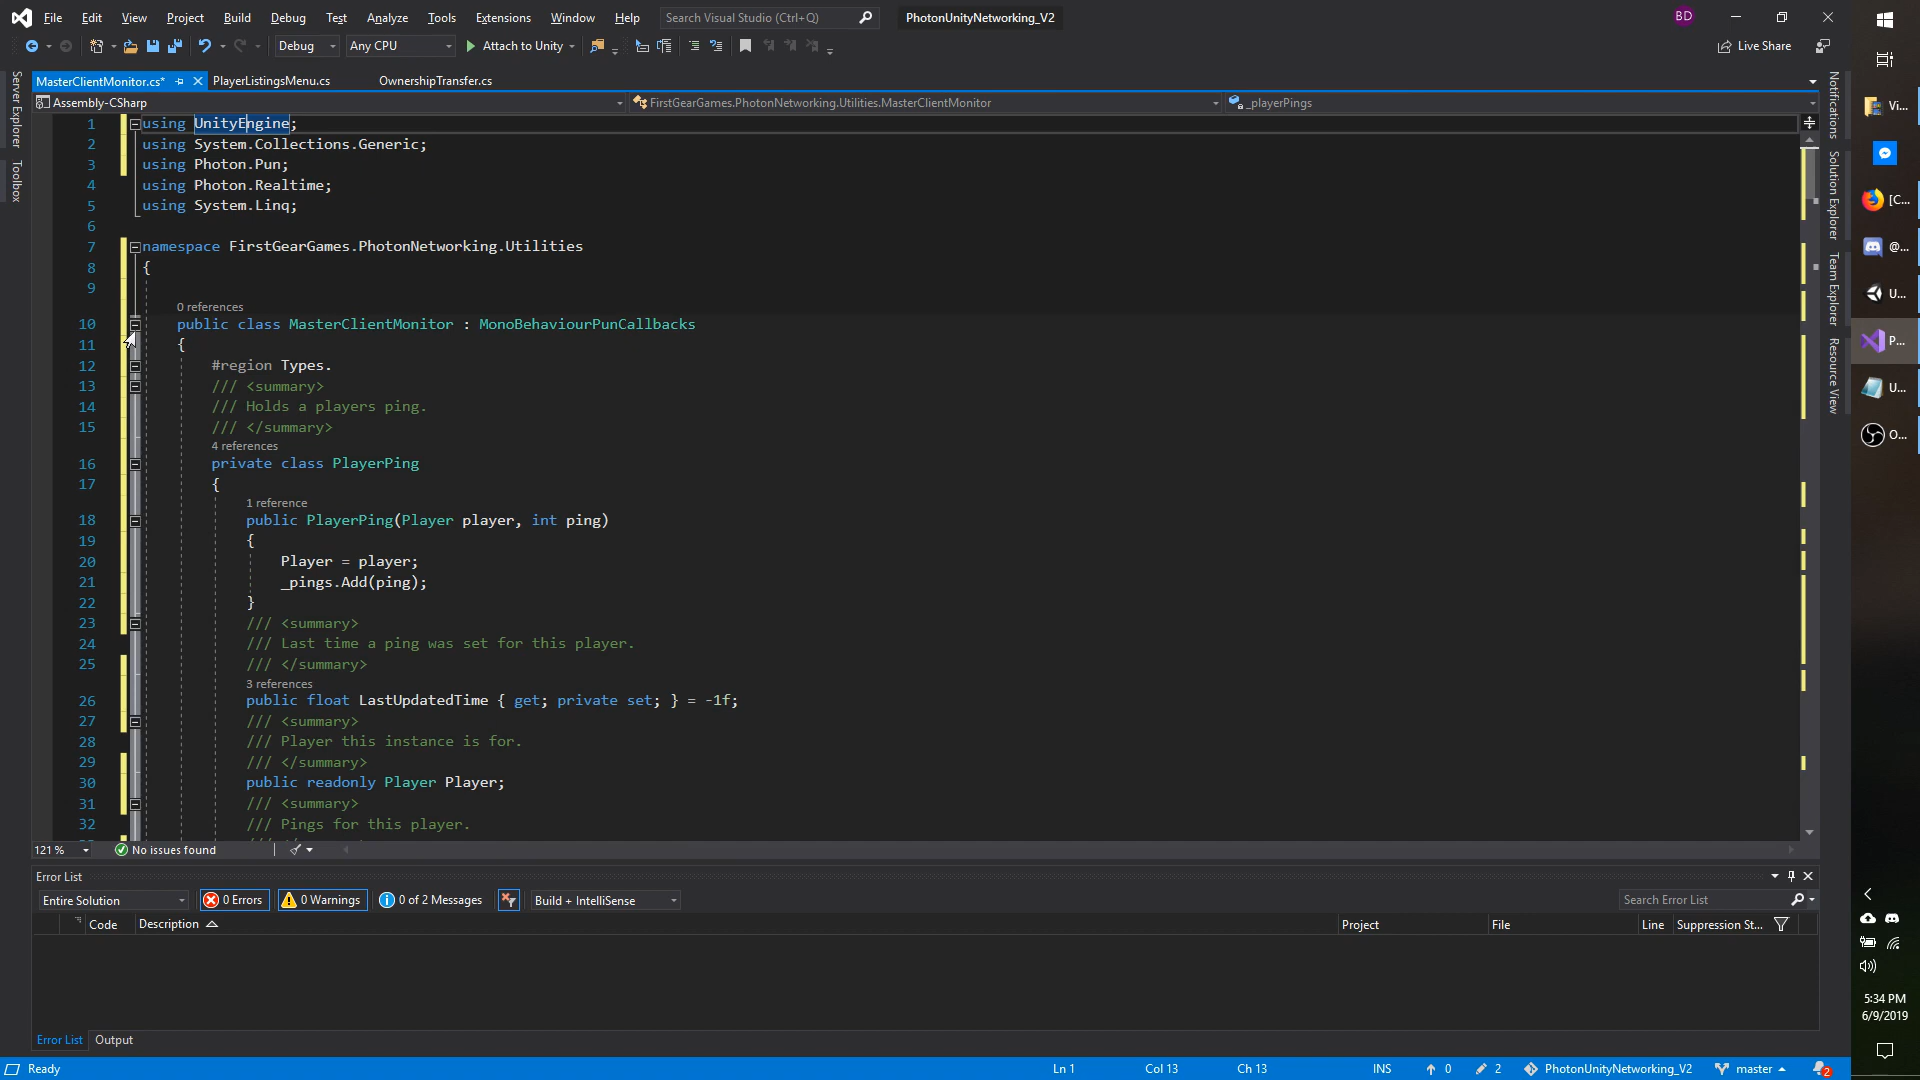 File Edit View Project Build Debug Test Analyze Tools Extensions Window Help Search Visual Studio (Ctrl+Q) PhotonUnityNetworking_V2 BD
Debug Any CPU Attach to Unity Live Share
MasterClientMonitor.cs* PlayerListingsMenu.cs OwnershipTransfer.cs
Assembly-CSharp FirstGearGames.PhotonNetworking.Utilities.MasterClientMonitor _playerPings
Server Explorer
Toolbox
1 using UnityEngine;
2 using System.Collections.Generic;
3 using Photon.Pun;
4 using Photon.Realtime;
5 using System.Linq;
6
7 namespace FirstGearGames.PhotonNetworking.Utilities
8 {
9
0 references
10 public class MasterClientMonitor : MonoBehaviourPunCallbacks
11 {
12 #region Types.
13 /// <summary>
14 /// Holds a players ping.
15 /// </summary>
4 references
16 private class PlayerPing
17 {
1 reference
18 public PlayerPing(Player player, int ping)
19 {
20 Player = player;
21 _pings.Add(ping);
22 }
23 /// <summary>
24 /// Last time a ping was set for this player.
25 /// </summary>
3 references
26 public float LastUpdatedTime { get; private set; } = -1f;
27 /// <summary>
28 /// Player this instance is for.
29 /// </summary>
30 public readonly Player Player;
31 /// <summary>
32 /// Pings for this player.
121 % No issues found
Error List
Entire Solution 0 Errors 0 Warnings 0 of 2 Messages Build + IntelliSense Search Error List
Code Description Project File Line Suppression St...
Error List Output
Ready Ln 1 Col 13 Ch 13 INS 0 2 PhotonUnityNetworking_V2 master 2
Notifications
Solution Explorer
Team Explorer
Resource View
Vi...
[C...
@...
U...
P...
U...
O...
5:34 PM
6/9/2019